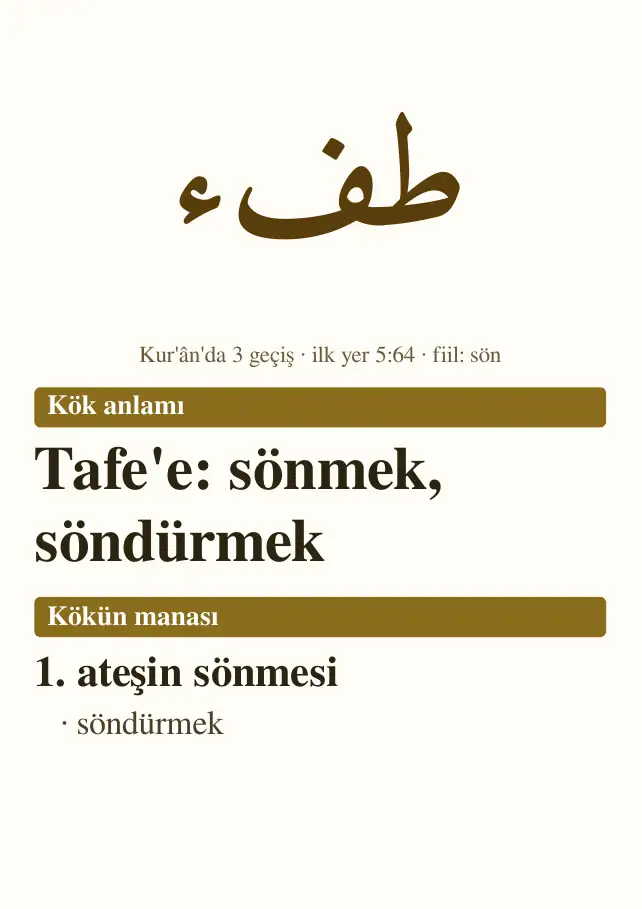 طفء
Kur'ân'da 3 geçiş · ilk yer 5:64 · fiil: sön
Kök anlamı
Tafe'e: sönmek,
söndürmek
Kökün manası
1. ateşin sönmesi
· söndürmek